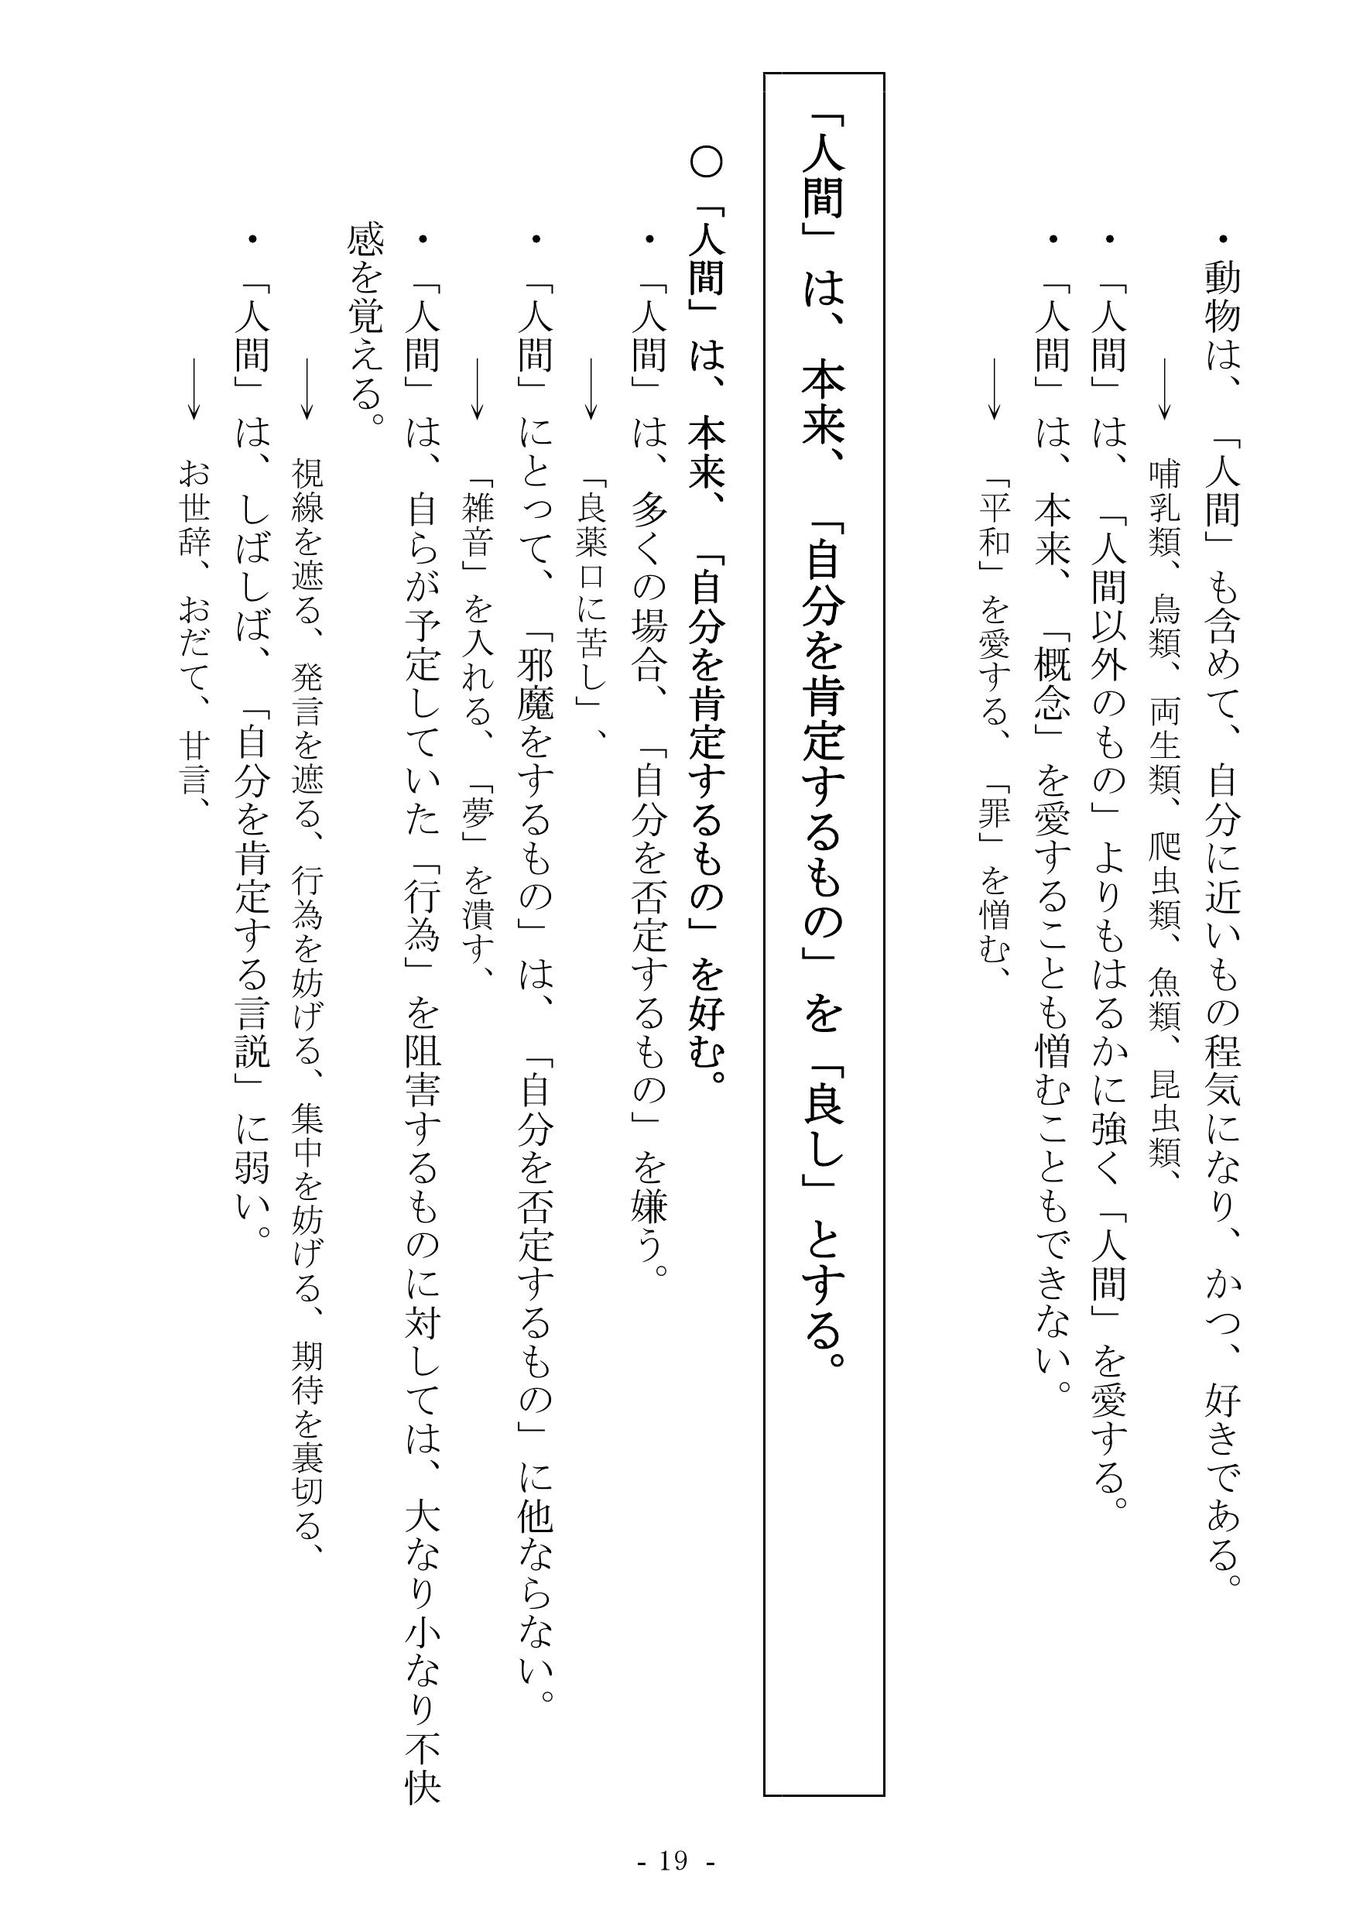 ・動物は、「人間」も含めて、自分に近いもの程気になり、かつ、好きである。
→ 哺乳類、鳥類、両生類、爬虫類、魚類、昆虫類、
・「人間」は、「人間以外のもの」よりもはるかに強く「人間」を愛する。
・「人間」は、本来、「概念」を愛することも憎むこともできない。
→ 「平和」を愛する、「罪」を憎む、
「人間」は、本来、「自分を肯定するもの」を「良し」とする。
〇「人間」は、本来、「自分を肯定するもの」を好む。
・「人間」は、多くの場合、「自分を否定するもの」を嫌う。
→ 「良薬口に苦し」、
・「人間」にとって、「邪魔をするもの」は、「自分を否定するもの」に他ならない。
→ 「雑音」を入れる、「夢」を潰す、
・「人間」は、自らが予定していた「行為」を阻害するものに対しては、大なり小なり不快
感を覚える。
→ 視線を遮る、発言を遮る、行為を妨げる、集中を妨げる、期待を裏切る、
・「人間」は、しばしば、「自分を肯定する言説」に弱い。
→ お世辞、おだて、甘言、
- 19 -